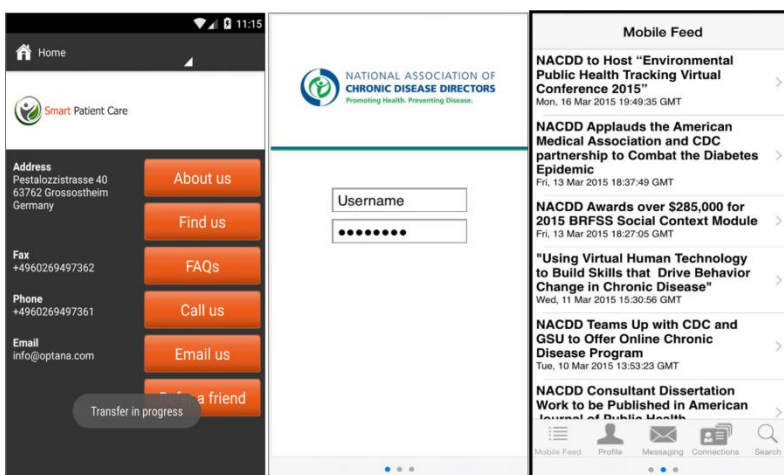 11:15
Home
Smart Patient Care
Address
Pestalozzistrasse 40
63762 Grossostheim
Germany
Fax
+4960269497362
Phone
+4960269497361
Email
info@optana.com
About us
Find us
FAQs
Call us
Email us
a friend
Transfer in progress
NATIONAL ASSOCIATION OF
CHRONIC DISEASE DIRECTORS
Promoting Health. Preventing Disease.
Username
••••••••
Mobile Feed
NACDD to Host “Environmental
Public Health Tracking Virtual
Conference 2015”
Mon, 16 Mar 2015 19:49:35 GMT
NACDD Applauds the American
Medical Association and CDC
partnership to Combat the Diabetes
Epidemic
Fri, 13 Mar 2015 18:37:49 GMT
NACDD Awards over $285,000 for
2015 BRFSS Social Context Module
Fri, 13 Mar 2015 18:27:05 GMT
"Using Virtual Human Technology
to Build Skills that Drive Behavior
Change in Chronic Disease"
Wed, 11 Mar 2015 15:30:56 GMT
NACDD Teams Up with CDC and
GSU to Offer Online Chronic
Disease Program
Tue, 10 Mar 2015 13:53:23 GMT
NACDD Consultant Dissertation
Work to be Published in American
Journal of Public Health
Mobile Feed
Profile
Messaging
Connections
Search